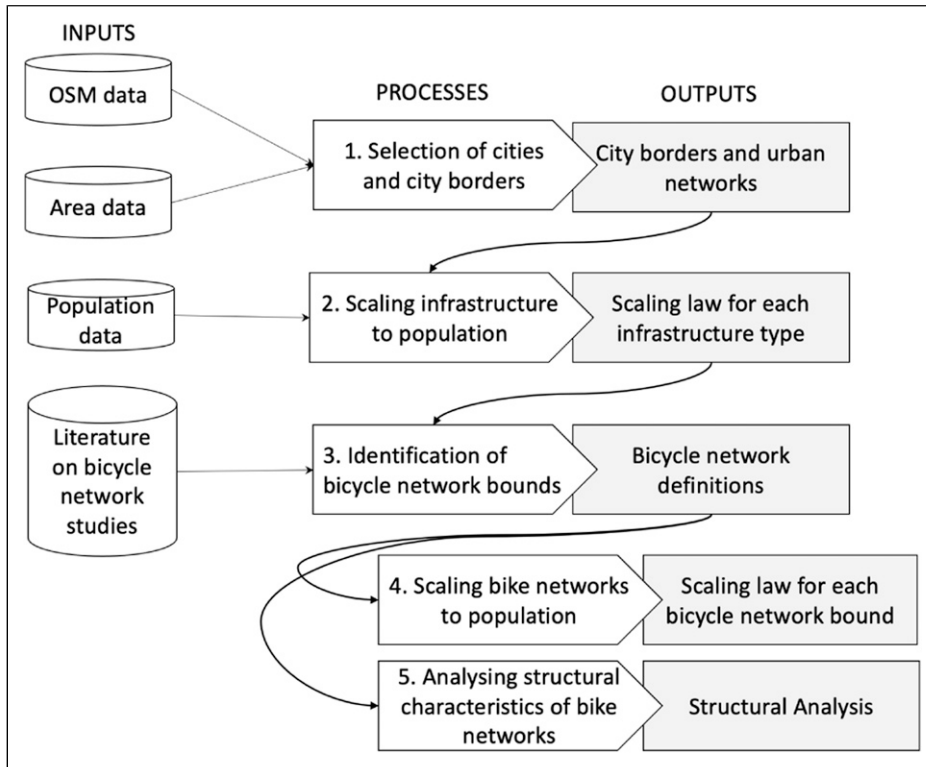 INPUTS
OSM data
Area data
Population
data
Literature
on bicycle
network
studies
PROCESSES
OUTPUTS
1. Selection of cities
and city borders
City borders and urban
networks
2. Scaling infrastructure
to population
Scaling law for each
infrastructure type
3. Identification of
bicycle network bounds
Bicycle network
definitions
4. Scaling bike networks
to population
Scaling law for each
bicycle network bound
5. Analysing structural
characteristics of bike
networks
Structural Analysis